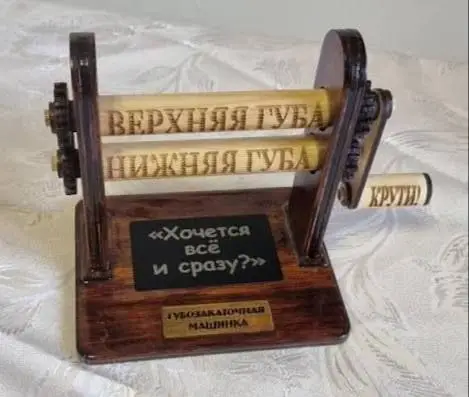 ВЕРХНЯЯ ГУБА
НИЖНЯЯ ГУБА
КРУТИ!
«Хочется
всё
и сразу?»
ГУБОЗАКАТОЧНАЯ
МАШИНКА